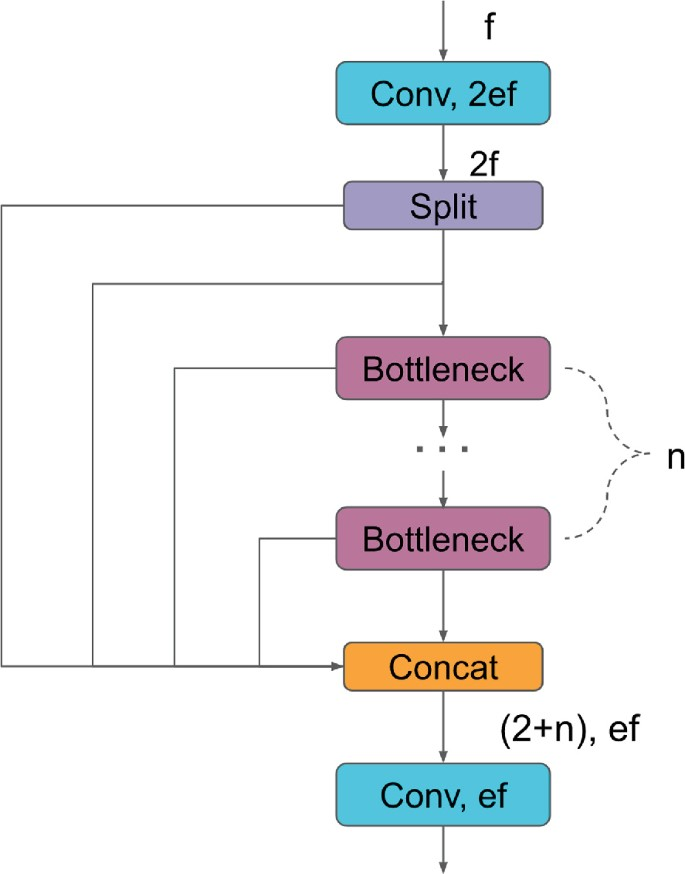 f
Conv, 2ef
2f
Split
Bottleneck
. . .
n
Bottleneck
Concat
(2+n), ef
Conv, ef